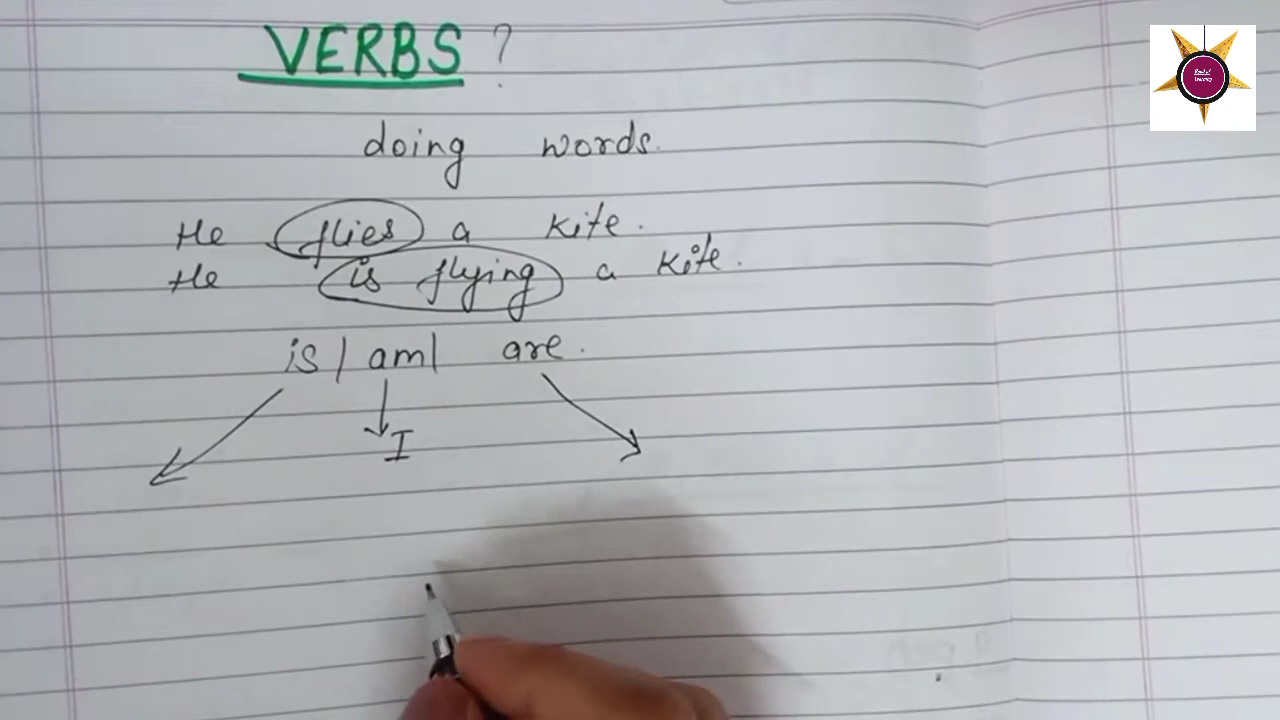 VERBS ?
doing words.
He flies a kite.
He is flying a kite.
is / am / are.
I